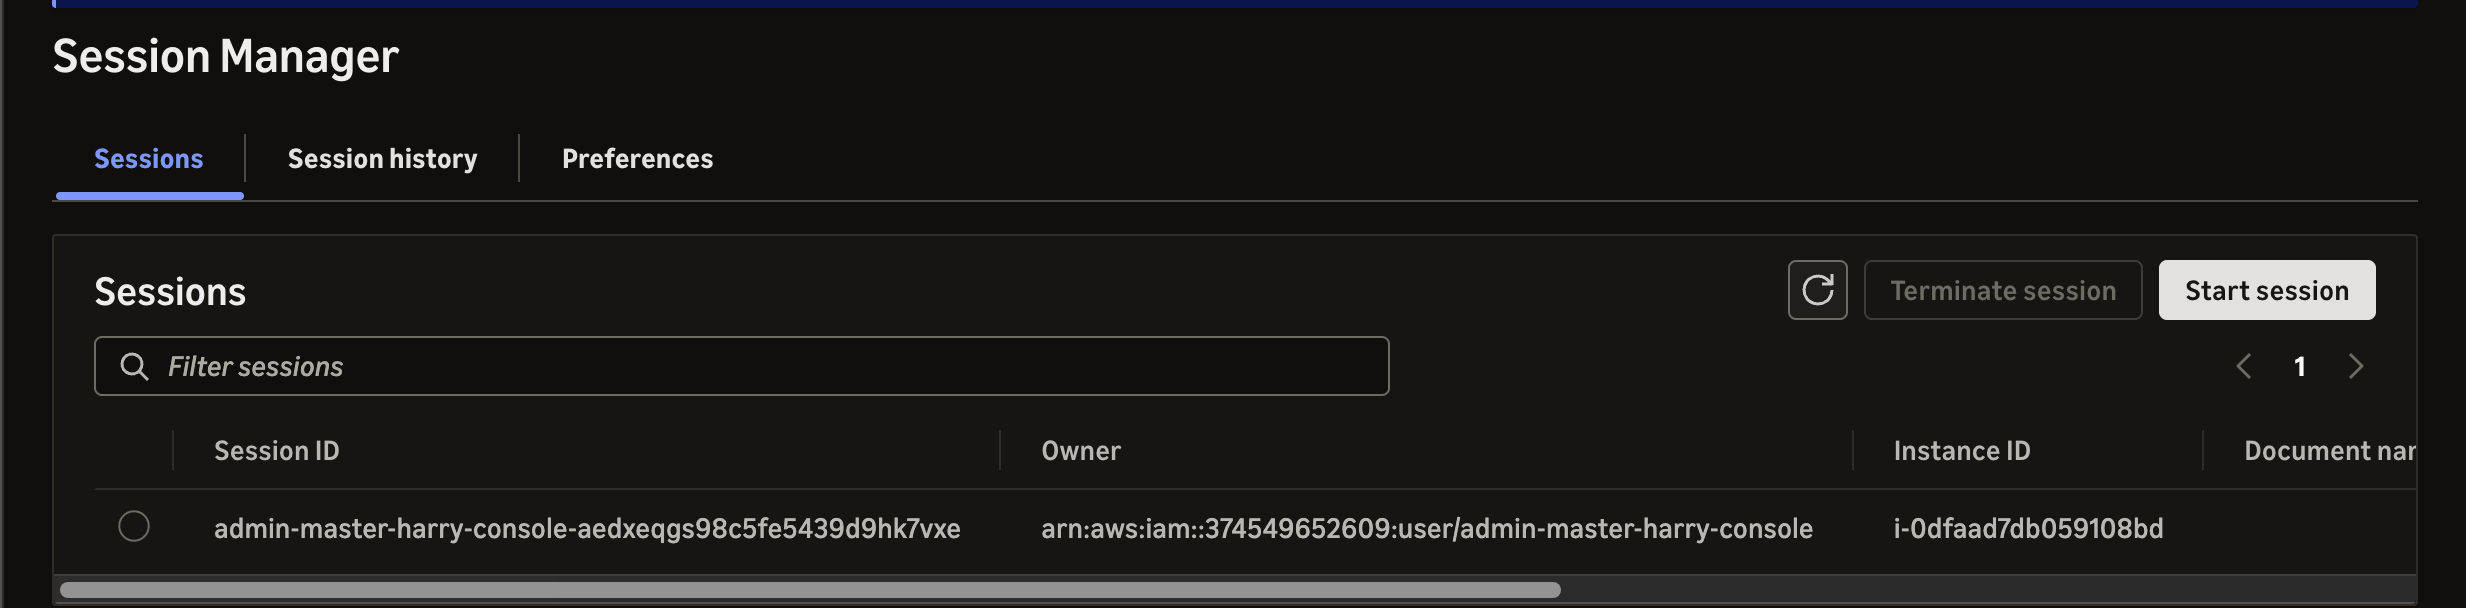 Session Manager
Sessions
Session history
Preferences
Sessions
Terminate session
Start session
Filter sessions
1
Session ID
Owner
Instance ID
Document nar
admin-master-harry-console-aedxeqgs98c5fe5439d9hk7vxe
arn:aws:iam::374549652609:user/admin-master-harry-console
i-0dfaad7db059108bd